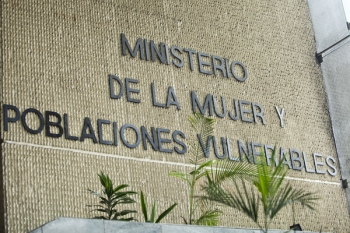 MINISTERIO
DE LA MUJER Y
POBLACIONES VULNERABLES